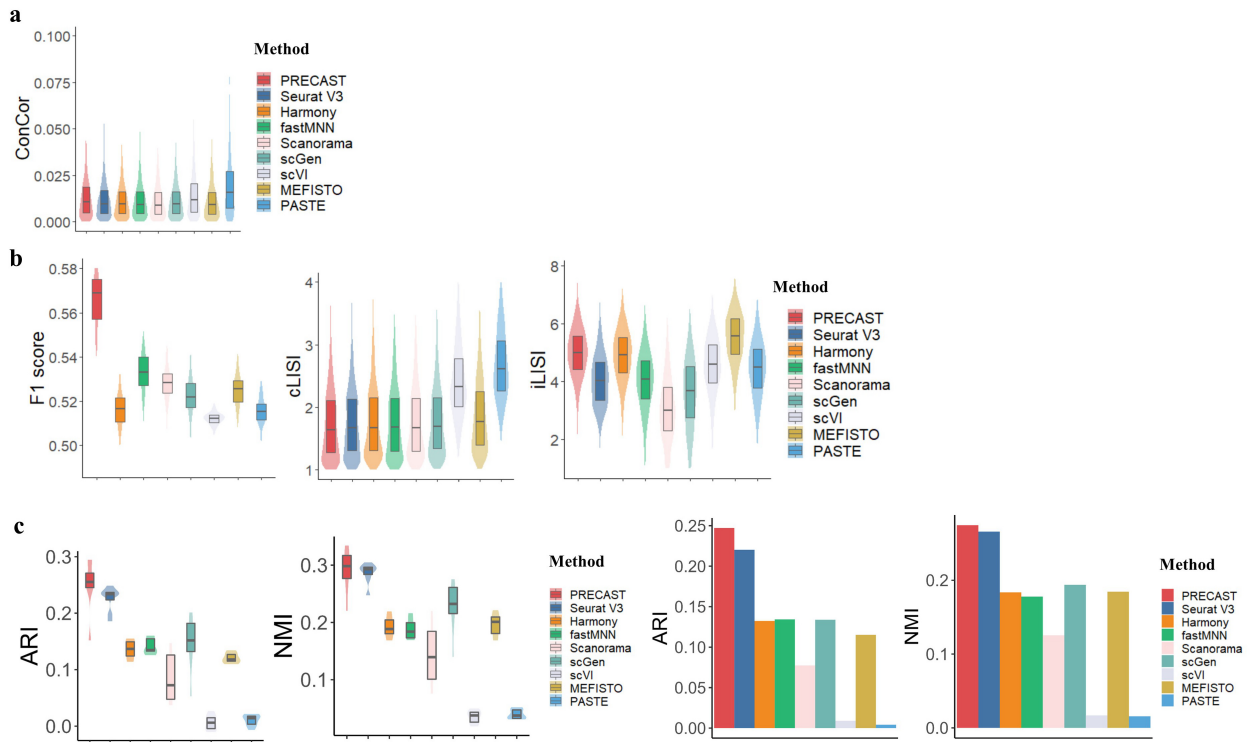 a
0.100
0.075
0.050
0.025
0.000
ConCor
Method
PRECAST
Seurat V3
Harmony
fastMNN
Scanorama
scGen
scVI
MEFISTO
PASTE
b
0.58
0.56
0.54
0.52
0.50
F1 score
4
3
2
1
cLISI
8
6
4
2
iLISI
Method
PRECAST
Seurat V3
Harmony
fastMNN
Scanorama
scGen
scVI
MEFISTO
PASTE
c
0.3
0.2
0.1
0.0
ARI
0.3
0.2
0.1
NMI
Method
PRECAST
Seurat V3
Harmony
fastMNN
Scanorama
scGen
scVI
MEFISTO
PASTE
0.25
0.20
0.15
0.10
0.05
0.00
ARI
0.2
0.1
0.0
NMI
Method
PRECAST
Seurat V3
Harmony
fastMNN
Scanorama
scGen
scVI
MEFISTO
PASTE